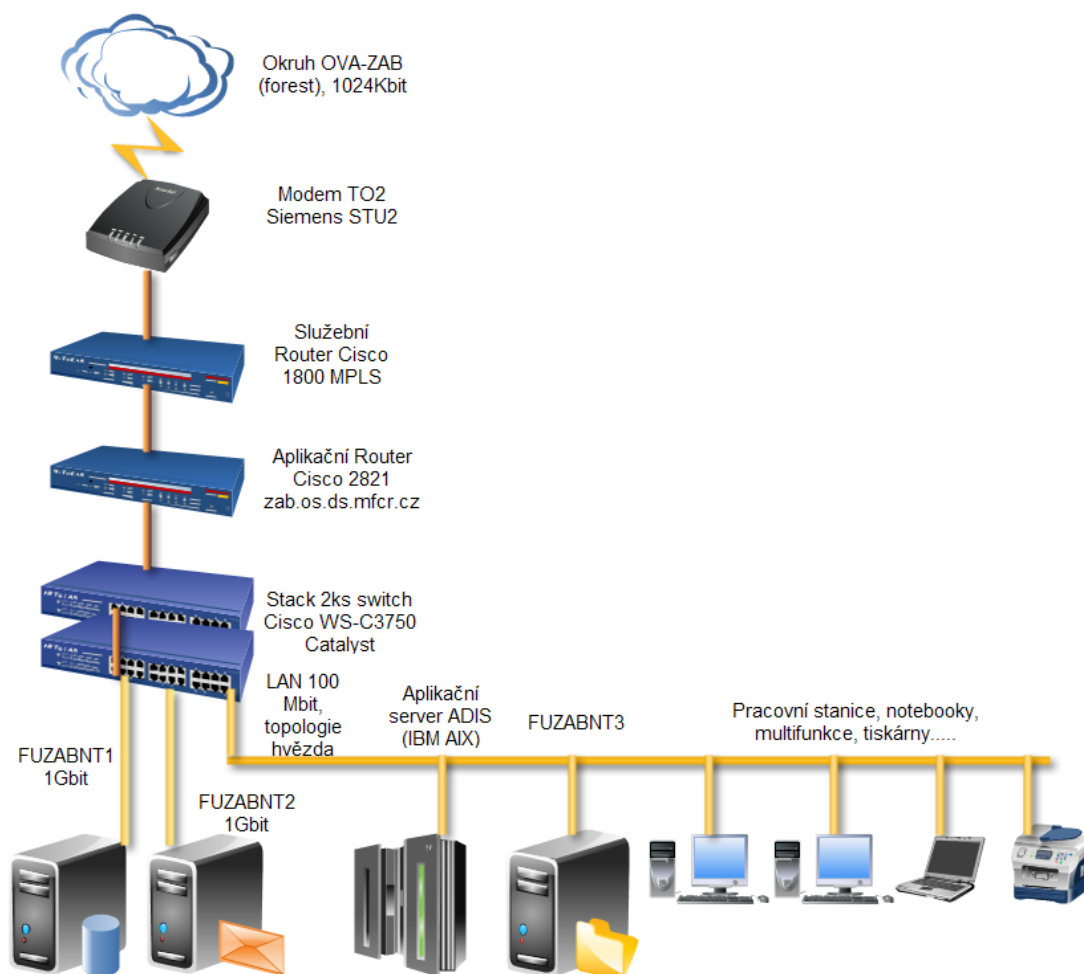 Okruh OVA-ZAB
(forest), 1024Kbit
Modem TO2
Siemens STU2
Služební
Router Cisco
1800 MPLS
Aplikační Router
Cisco 2821
zab.os.ds.mfcr.cz
Stack 2ks switch
Cisco WS-C3750
Catalyst
LAN 100
Mbit,
topologie
hvězda
Aplikační
server ADIS
(IBM AIX)
FUZABNT3
Pracovní stanice, notebooky,
multifunkce, tiskárny.....
FUZABNT1
1Gbit
FUZABNT2
1Gbit